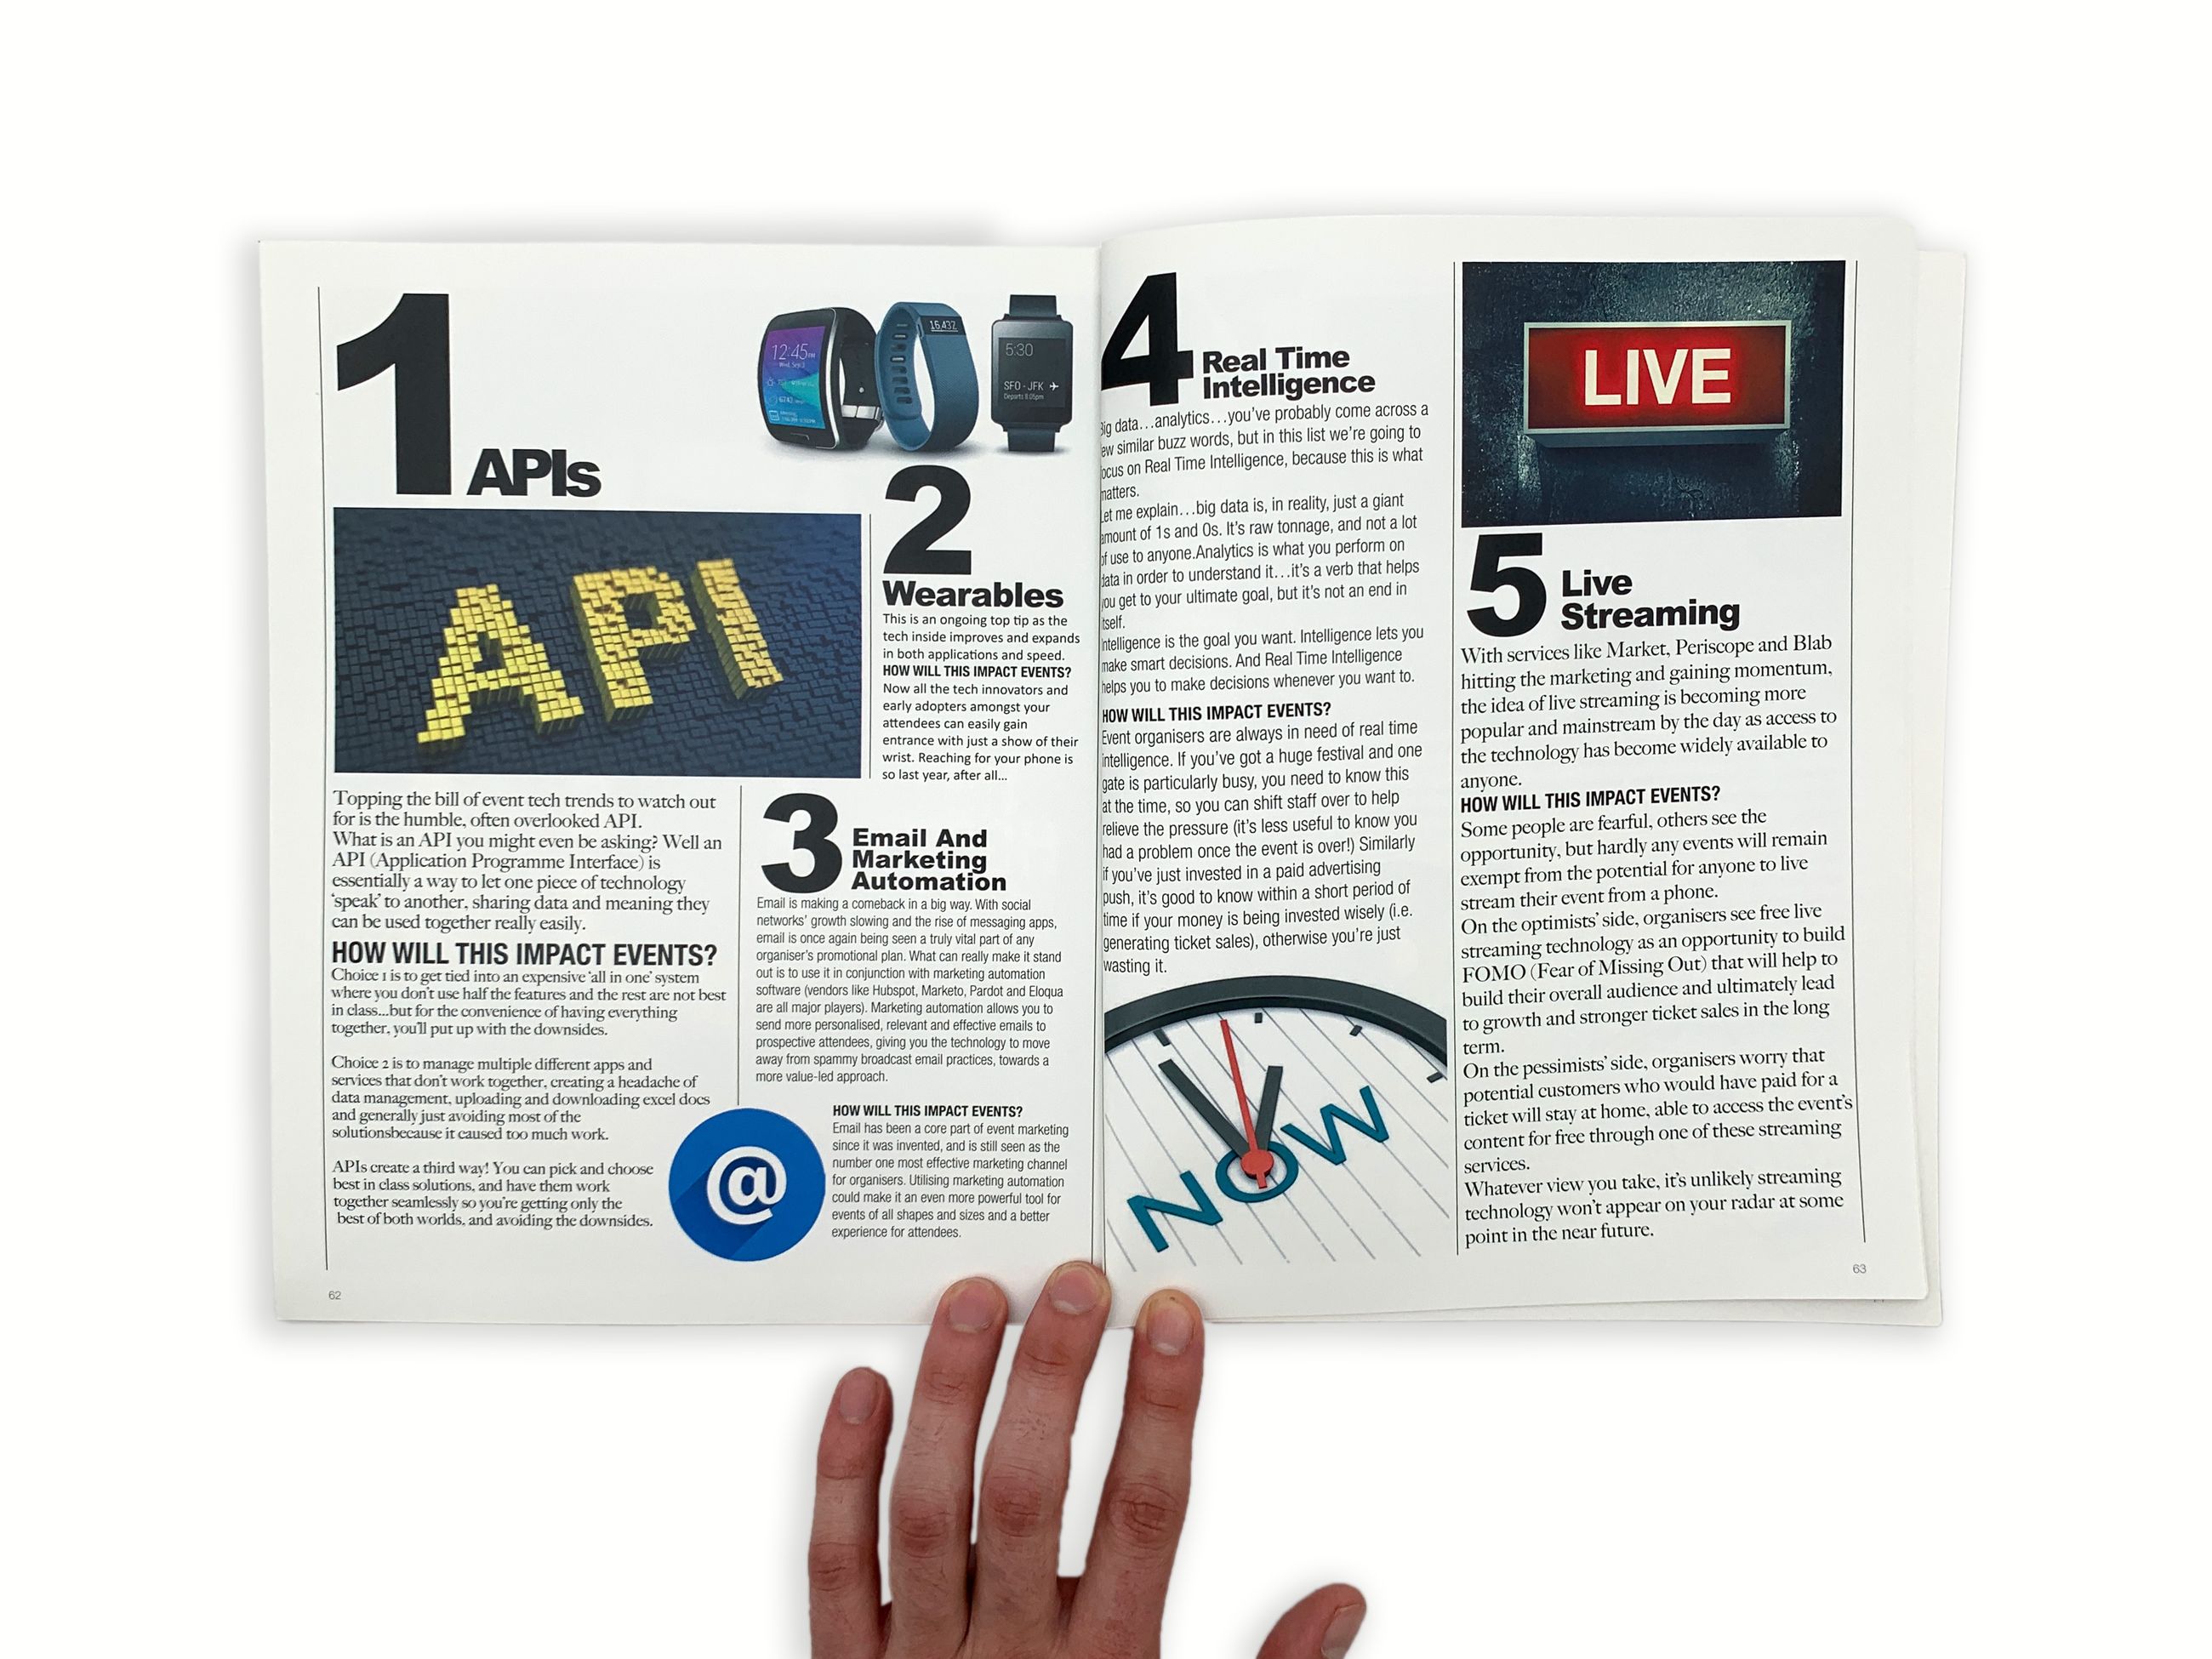 1 APIs
API
Topping the bill of event tech trends to watch out
for is the humble, often overlooked API.
What is an API you might even be asking? Well an
API (Application Programme Interface) is
essentially a way to let one piece of technology
‘speak’ to another, sharing data and meaning they
can be used together really easily.
HOW WILL THIS IMPACT EVENTS?
Choice 1 is to get tied into an expensive ‘all in one’ system
where you don’t use half the features and the rest are not best
in class...but for the convenience of having everything
together, you’ll put up with the downsides.
Choice 2 is to manage multiple different apps and
services that don’t work together, creating a headache of
data management, uploading and downloading excel docs
and generally just avoiding most of the
solutionsbecause it caused too much work.
APIs create a third way! You can pick and choose
best in class solutions, and have them work
together seamlessly so you’re getting only the
best of both worlds, and avoiding the downsides.
12:45 PM
16,432
5:30
SFO - JFK
Departs 8:05pm
2
Wearables
This is an ongoing top tip as the
tech inside improves and expands
in both applications and speed.
HOW WILL THIS IMPACT EVENTS?
Now all the tech innovators and
early adopters amongst your
attendees can easily gain
entrance with just a show of their
wrist. Reaching for your phone is
so last year, after all...
3 Email And
Marketing
Automation
Email is making a comeback in a big way. With social
networks’ growth slowing and the rise of messaging apps,
email is once again being seen a truly vital part of any
organiser’s promotional plan. What can really make it stand
out is to use it in conjunction with marketing automation
software (vendors like Hubspot, Marketo, Pardot and Eloqua
are all major players). Marketing automation allows you to
send more personalised, relevant and effective emails to
prospective attendees, giving you the technology to move
away from spammy broadcast email practices, towards a
more value-led approach.
@
HOW WILL THIS IMPACT EVENTS?
Email has been a core part of event marketing
since it was invented, and is still seen as the
number one most effective marketing channel
for organisers. Utilising marketing automation
could make it an even more powerful tool for
events of all shapes and sizes and a better
experience for attendees.
62
4 Real Time
Intelligence
Big data...analytics...you’ve probably come across a
ew similar buzz words, but in this list we’re going to
ocus on Real Time Intelligence, because this is what
matters.
Let me explain...big data is, in reality, just a giant
amount of 1s and 0s. It’s raw tonnage, and not a lot
of use to anyone.Analytics is what you perform on
data in order to understand it...it’s a verb that helps
you get to your ultimate goal, but it’s not an end in
itself.
Intelligence is the goal you want. Intelligence lets you
make smart decisions. And Real Time Intelligence
helps you to make decisions whenever you want to.
HOW WILL THIS IMPACT EVENTS?
Event organisers are always in need of real time
intelligence. If you’ve got a huge festival and one
gate is particularly busy, you need to know this
at the time, so you can shift staff over to help
relieve the pressure (it’s less useful to know you
had a problem once the event is over!) Similarly
if you’ve just invested in a paid advertising
push, it’s good to know within a short period of
time if your money is being invested wisely (i.e.
generating ticket sales), otherwise you’re just
wasting it.
NOW
LIVE
5 Live
Streaming
With services like Market, Periscope and Blab
hitting the marketing and gaining momentum,
the idea of live streaming is becoming more
popular and mainstream by the day as access to
the technology has become widely available to
anyone.
HOW WILL THIS IMPACT EVENTS?
Some people are fearful, others see the
opportunity, but hardly any events will remain
exempt from the potential for anyone to live
stream their event from a phone.
On the optimists’ side, organisers see free live
streaming technology as an opportunity to build
FOMO (Fear of Missing Out) that will help to
build their overall audience and ultimately lead
to growth and stronger ticket sales in the long
term.
On the pessimists’ side, organisers worry that
potential customers who would have paid for a
ticket will stay at home, able to access the event’s
content for free through one of these streaming
services.
Whatever view you take, it’s unlikely streaming
technology won’t appear on your radar at some
point in the near future.
63